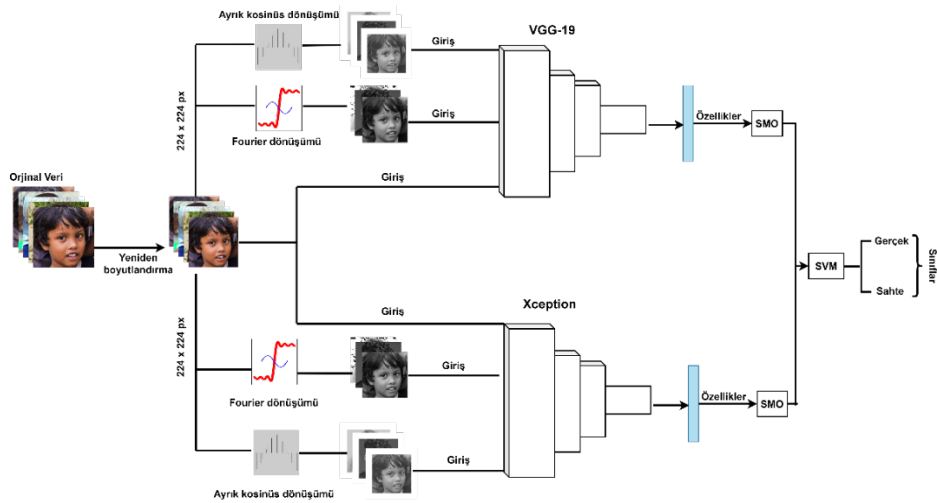 Ayrık kosinüs dönüşümü
Giriş
VGG-19
224 x 224 px
Giriş
Fourier dönüşümü
Özellikler
SMO
Orjinal Veri
Giriş
Yeniden
boyutlandırma
SVM
Gerçek
Sahte
Sınıflar
Xception
Giriş
224 x 224 px
Giriş
Fourier dönüşümü
Özellikler
SMO
Giriş
Ayrık kosinüs dönüşümü